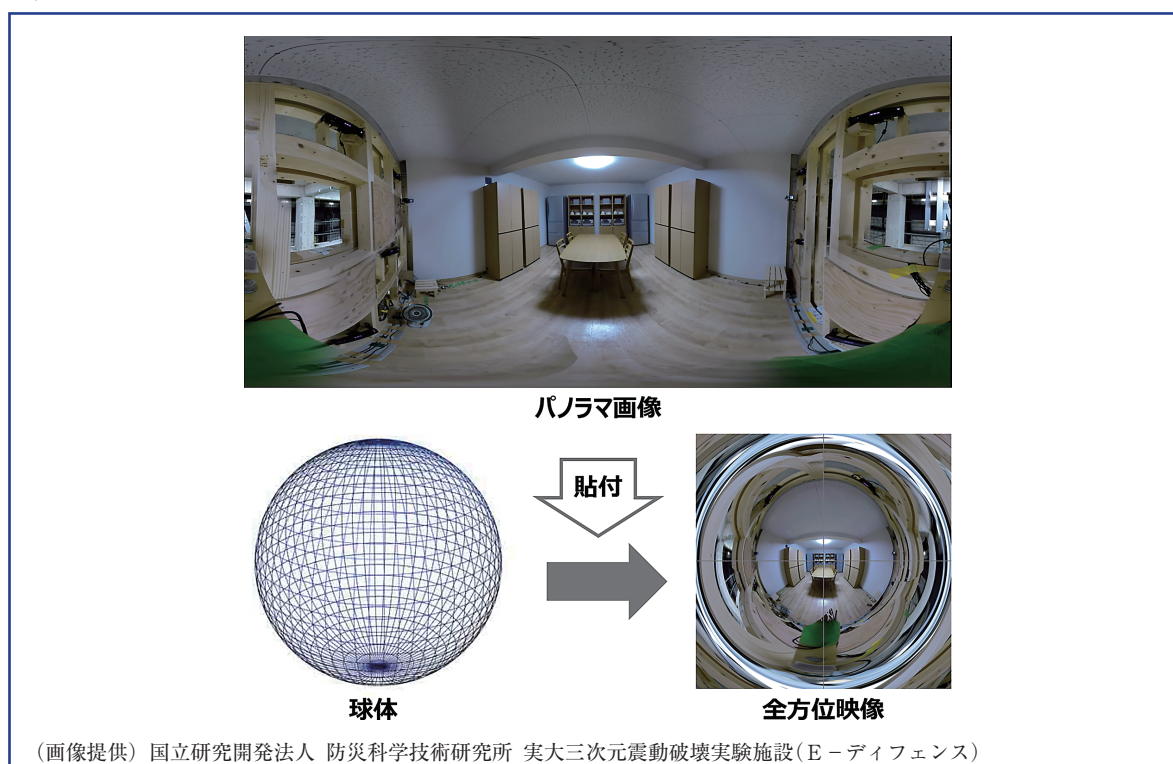 パノラマ画像
貼付
球体
全方位映像
（画像提供）国立研究開発法人 防災科学技術研究所 実大三次元震動破壊実験施設（E－ディフェンス）